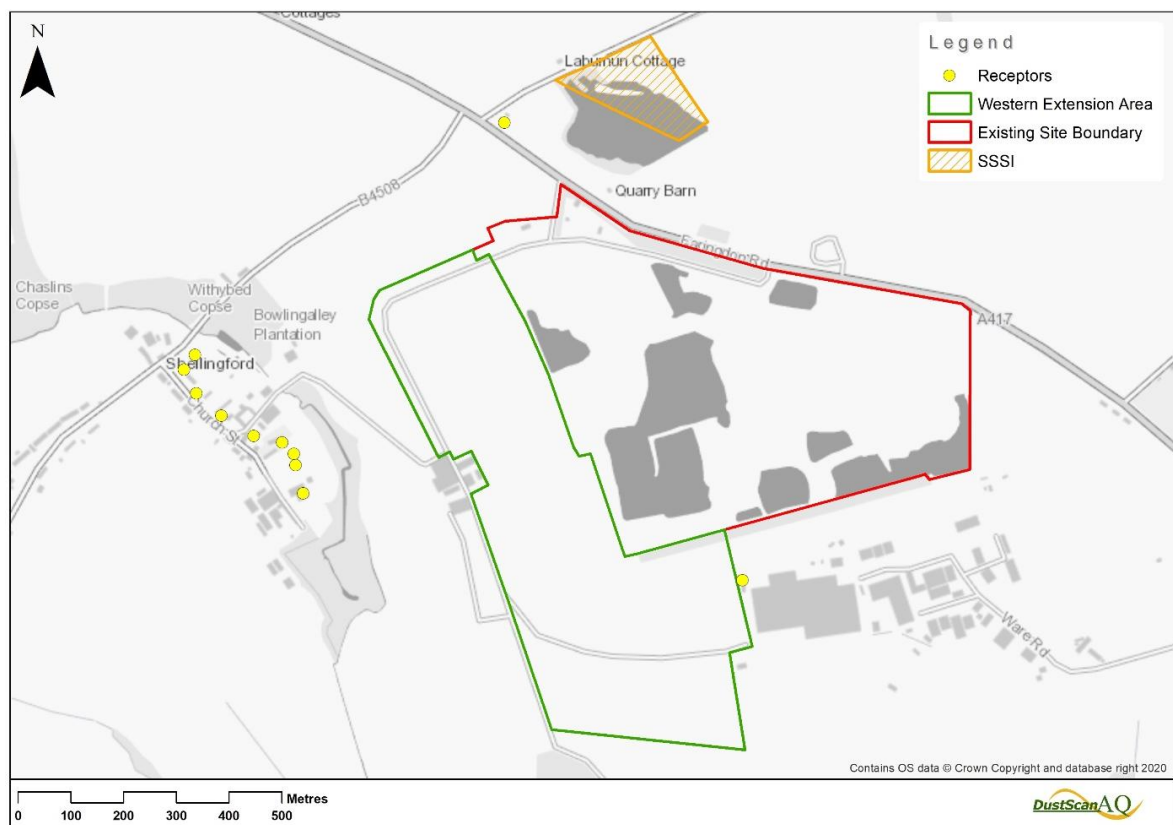 Cottages
N
Laburnun Cottage
Legend
Receptors
Western Extension Area
Existing Site Boundary
SSSI
B4508
Quarry Barn
Faringdon Rd
Chaslins
Copse
Withybed
Copse
Bowlingalley
Plantation
A417
Shellingford
Church St
Ware Rd
Contains OS data © Crown Copyright and database right 2020
Metres
0 100 200 300 400 500
DustScanAQ